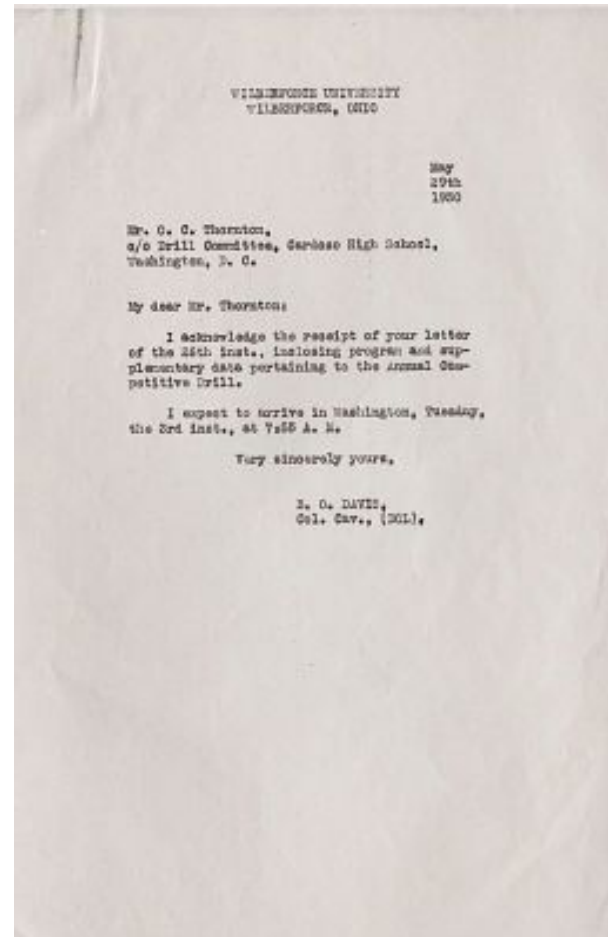 WILBERFORCE UNIVERSITY
WILBERFORCE, OHIO
May
29th
1930
Mr. C. C. Thornton,
c/o Drill Committee, Cardozo High School,
Washington, D. C.
My dear Mr. Thornton:
I acknowledge the receipt of your letter
of the 26th inst., inclosing program and sup-
plementary data pertaining to the Annual Com-
petitive Drill.
I expect to arrive in Washington, Tuesday,
the 3rd inst., at 7:55 A. M.
Very sincerely yours,
B. O. DAVIS,
Col. Cav., (DOL),